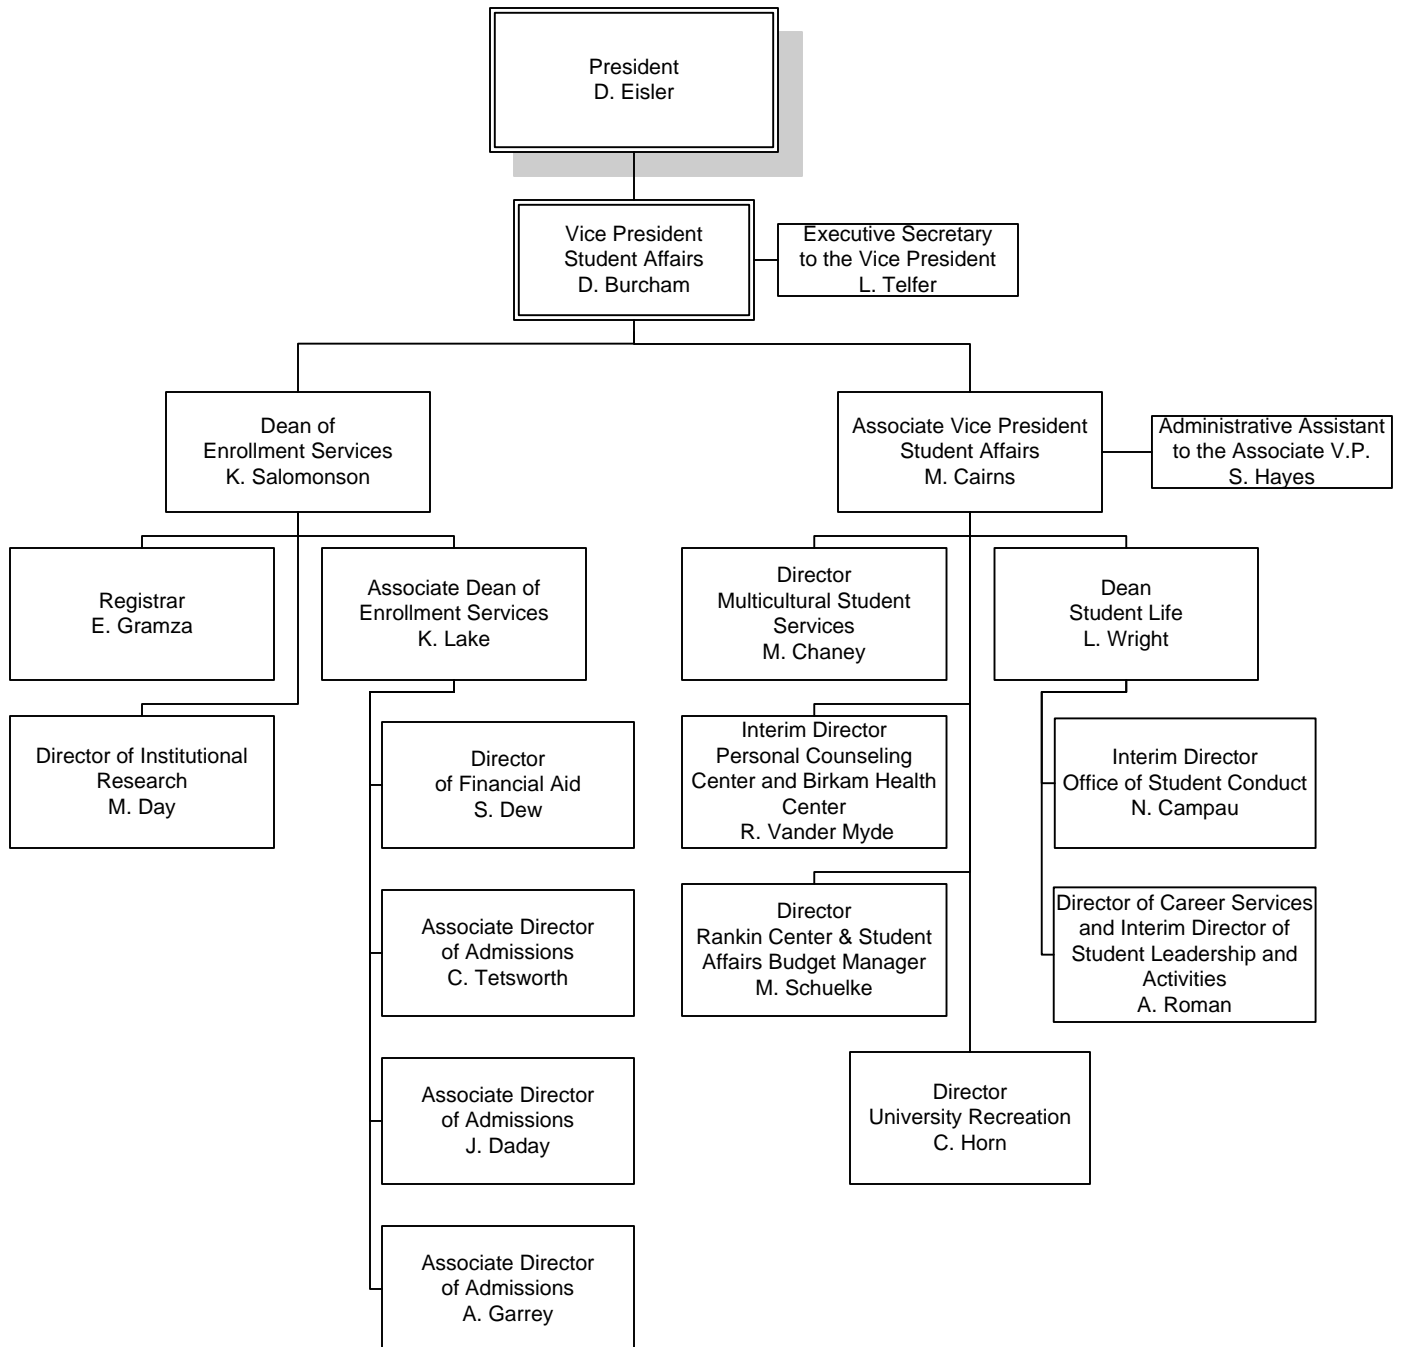 President
D. Eisler
Vice President
Student Affairs
D. Burcham
Executive Secretary
to the Vice President
L. Telfer
Dean of
Enrollment Services
K. Salomonson
Associate Vice President
Student Affairs
M. Cairns
Administrative Assistant
to the Associate V.P.
S. Hayes
Registrar
E. Gramza
Associate Dean of
Enrollment Services
K. Lake
Director
Multicultural Student
Services
M. Chaney
Dean
Student Life
L. Wright
Director of Institutional
Research
M. Day
Director
of Financial Aid
S. Dew
Interim Director
Personal Counseling
Center and Birkam Health
Center
R. Vander Myde
Interim Director
Office of Student Conduct
N. Campau
Associate Director
of Admissions
C. Tetsworth
Director
Rankin Center & Student
Affairs Budget Manager
M. Schuelke
Director of Career Services
and Interim Director of
Student Leadership and
Activities
A. Roman
Associate Director
of Admissions
J. Daday
Director
University Recreation
C. Horn
Associate Director
of Admissions
A. Garrey